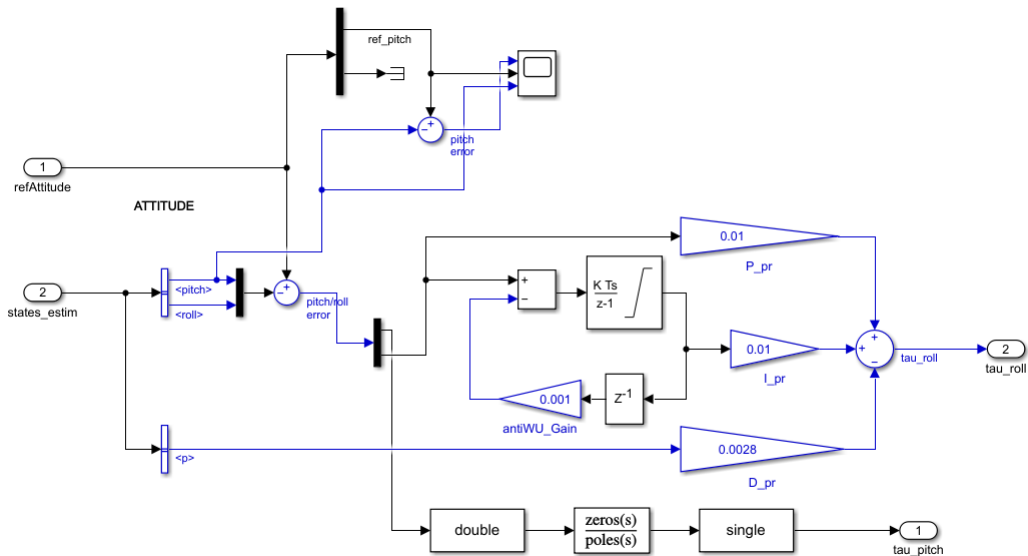 ref_pitch
+
−
pitch
error
1
refAttitude
ATTITUDE
0.01
P_pr
<pitch>
<roll>
2
states_estim
+
−
pitch/roll
error
+
−
K Ts
z-1
+
+
−
tau_roll
2
tau_roll
0.01
I_pr
0.001
antiWU_Gain
Z-1
<p>
0.0028
D_pr
double
zeros(s)
poles(s)
single
1
tau_pitch